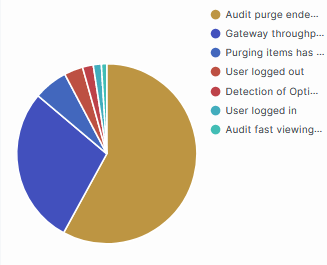 Audit purge ende...
Gateway throughp...
Purging items has ...
User logged out
Detection of Opti...
User logged in
Audit fast viewing...